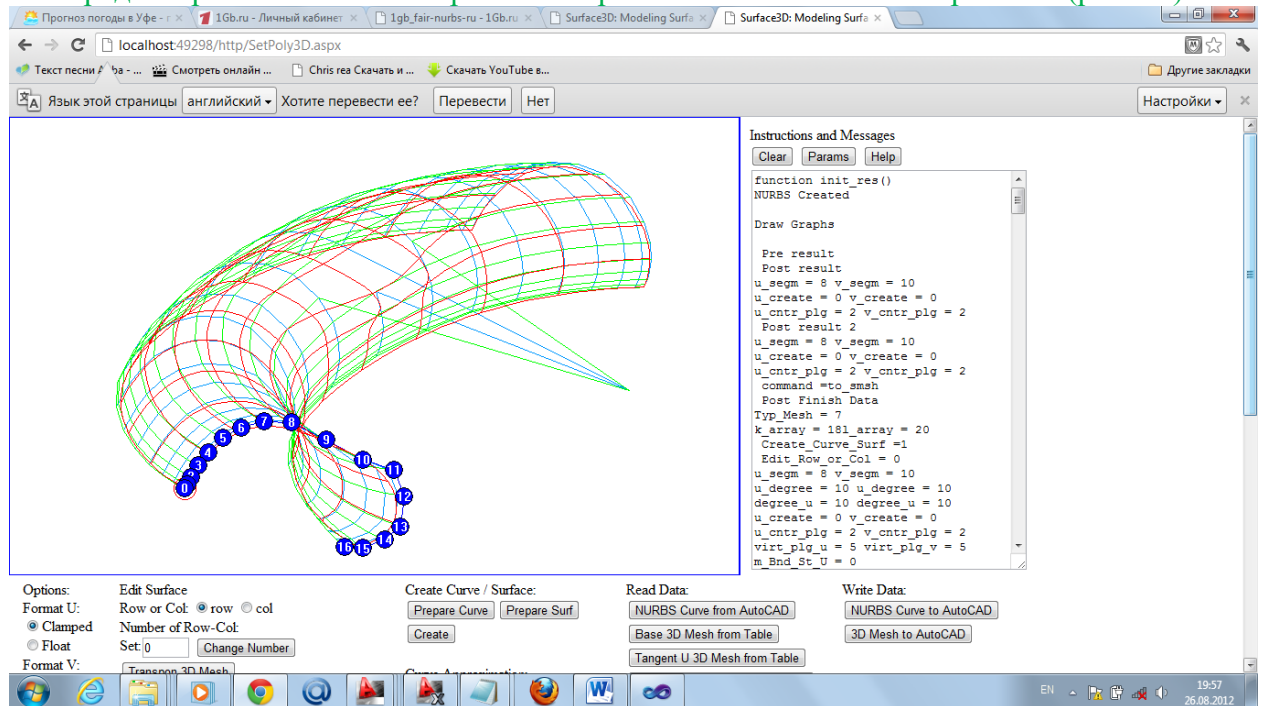 Прогноз погоды в Уфе - г
1Gb.ru - Личный кабинет
1gb_fair-nurbs-ru - 1Gb.ru
Surface3D: Modeling Surfa
Surface3D: Modeling Surfa
localhost:49298/http/SetPoly3D.aspx
Текст песни
Смотреть онлайн ...
Chris rea Скачать и ...
Скачать YouTube в...
Другие закладки
Язык этой страницы английский Хотите перевести ее? Перевести Нет Настройки
Instructions and Messages
Clear Params Help
function init_res()
NURBS Created
Draw Graphs
Pre result
Post result
u_segm = 8 v_segm = 10
u_create = 0 v_create = 0
u_cntr_plg = 2 v_cntr_plg = 2
Post result 2
u_segm = 8 v_segm = 10
u_create = 0 v_create = 0
u_cntr_plg = 2 v_cntr_plg = 2
command =to_smsh
Post Finish Data
Typ_Mesh = 7
k_array = 18l_array = 20
Create_Curve_Surf =1
Edit_Row_or_Col = 0
u_segm = 8 v_segm = 10
u_degree = 10 u_degree = 10
degree_u = 10 degree_u = 10
u_create = 0 v_create = 0
u_cntr_plg = 2 v_cntr_plg = 2
virt_plg_u = 5 virt_plg_v = 5
m_Bnd_St_U = 0
0
3
4
5
6
7
8
9
10
11
12
13
14
15
16
Options:
Format U:
Clamped
Float
Format V:
Edit Surface
Row or Col: row col
Number of Row-Col:
Set: 0 Change Number
Transpon 3D Mesh
Create Curve / Surface:
Prepare Curve Prepare Surf
Create
Curve Approximation:
Read Data:
NURBS Curve from AutoCAD
Base 3D Mesh from Table
Tangent U 3D Mesh from Table
Write Data:
NURBS Curve to AutoCAD
3D Mesh to AutoCAD
EN
19:57
26.08.2012